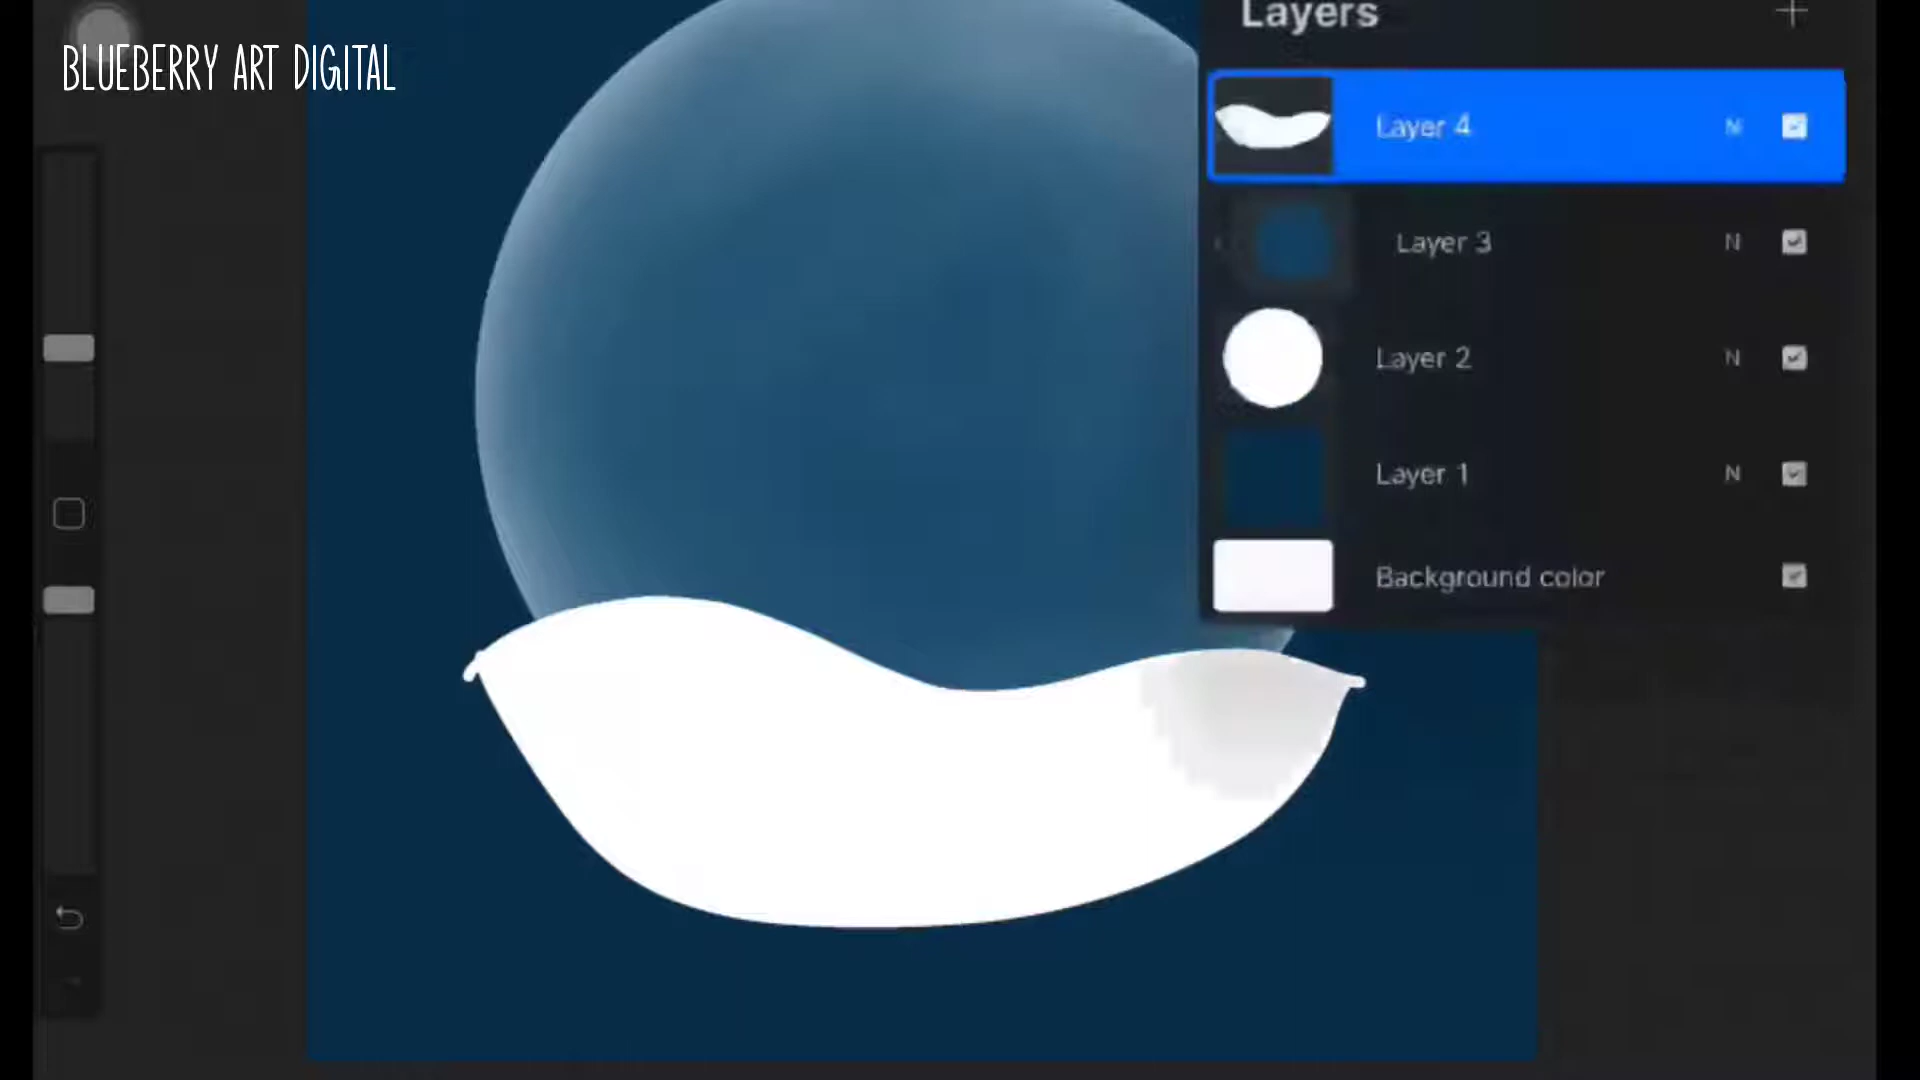 Layers
BLUEBERRY ART DIGITAL
Layer 4 N
Layer 3 N
Layer 2 N
Layer 1 N
Background color